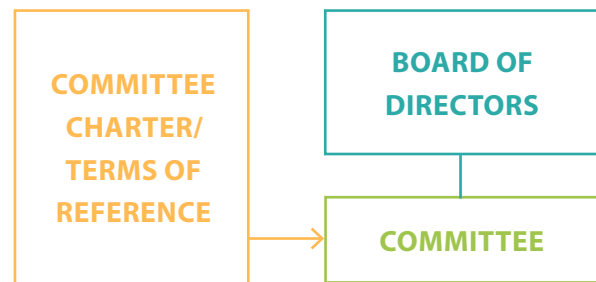 COMMITTEE
CHARTER/
TERMS OF
REFERENCE
BOARD OF
DIRECTORS
COMMITTEE